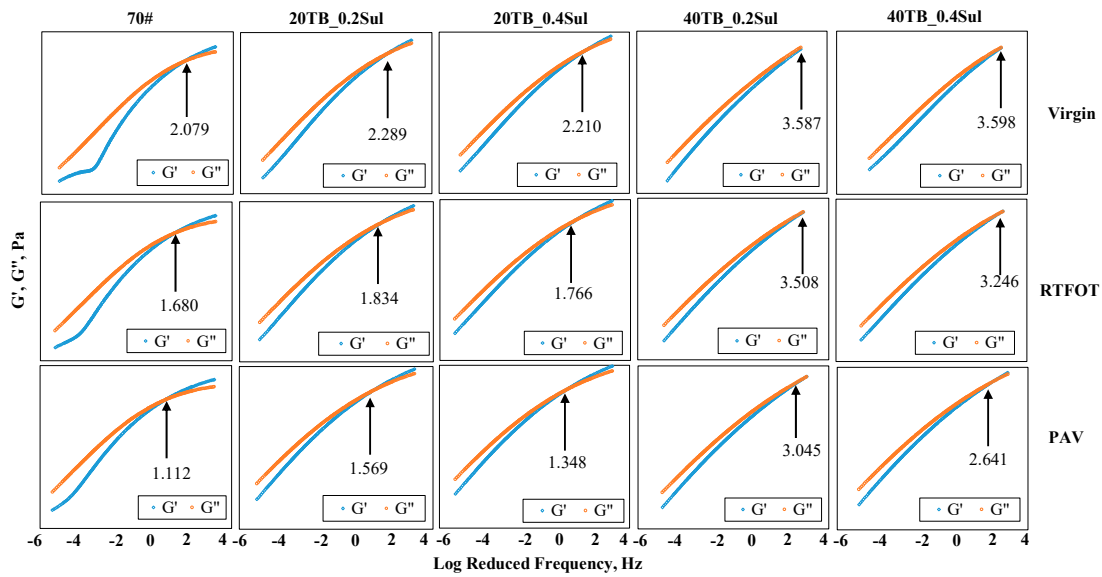 70# 20TB_0.2Sul 20TB_0.4Sul 40TB_0.2Sul 40TB_0.4Sul
2.079 2.289 2.210 3.587 3.598 Virgin
G' G" G' G" G' G" G' G" G' G"
1.680 1.834 1.766 3.508 3.246 RTFOT
G' G" G' G" G' G" G' G" G' G"
1.112 1.569 1.348 3.045 2.641 PAV
G' G" G' G" G' G" G' G" G' G"
G', G", Pa
-6 -4 -2 0 2 4 -6 -4 -2 0 2 4 -6 -4 -2 0 2 4 -6 -4 -2 0 2 4 -6 -4 -2 0 2 4
Log Reduced Frequency, Hz